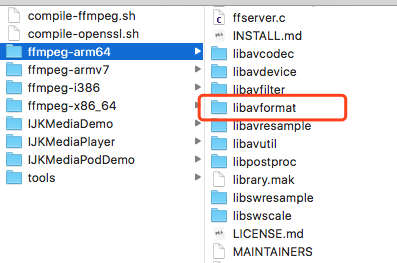 compile-ffmpeg.sh
compile-openssl.sh
ffmpeg-arm64
ffmpeg-armv7
ffmpeg-i386
ffmpeg-x86_64
IJKMediaDemo
IJKMediaPlayer
IJKMediaPodDemo
tools
ffserver.c
INSTALL.md
libavcodec
libavdevice
libavfilter
libavformat
libavresample
libavutil
libpostproc
library.mak
libswresample
libswscale
LICENSE.md
MAINTAINERS